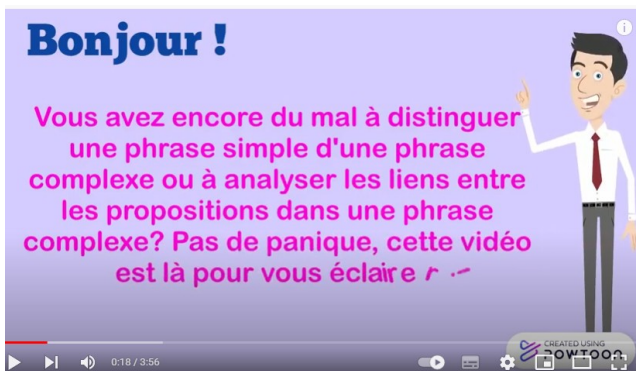 Bonjour !
Vous avez encore du mal à distinguer
une phrase simple d'une phrase
complexe ou à analyser les liens entre
les propositions dans une phrase
complexe? Pas de panique, cette vidéo
est là pour vous éclaire r
0:18 / 3:56
CREATED USING
POWTOON